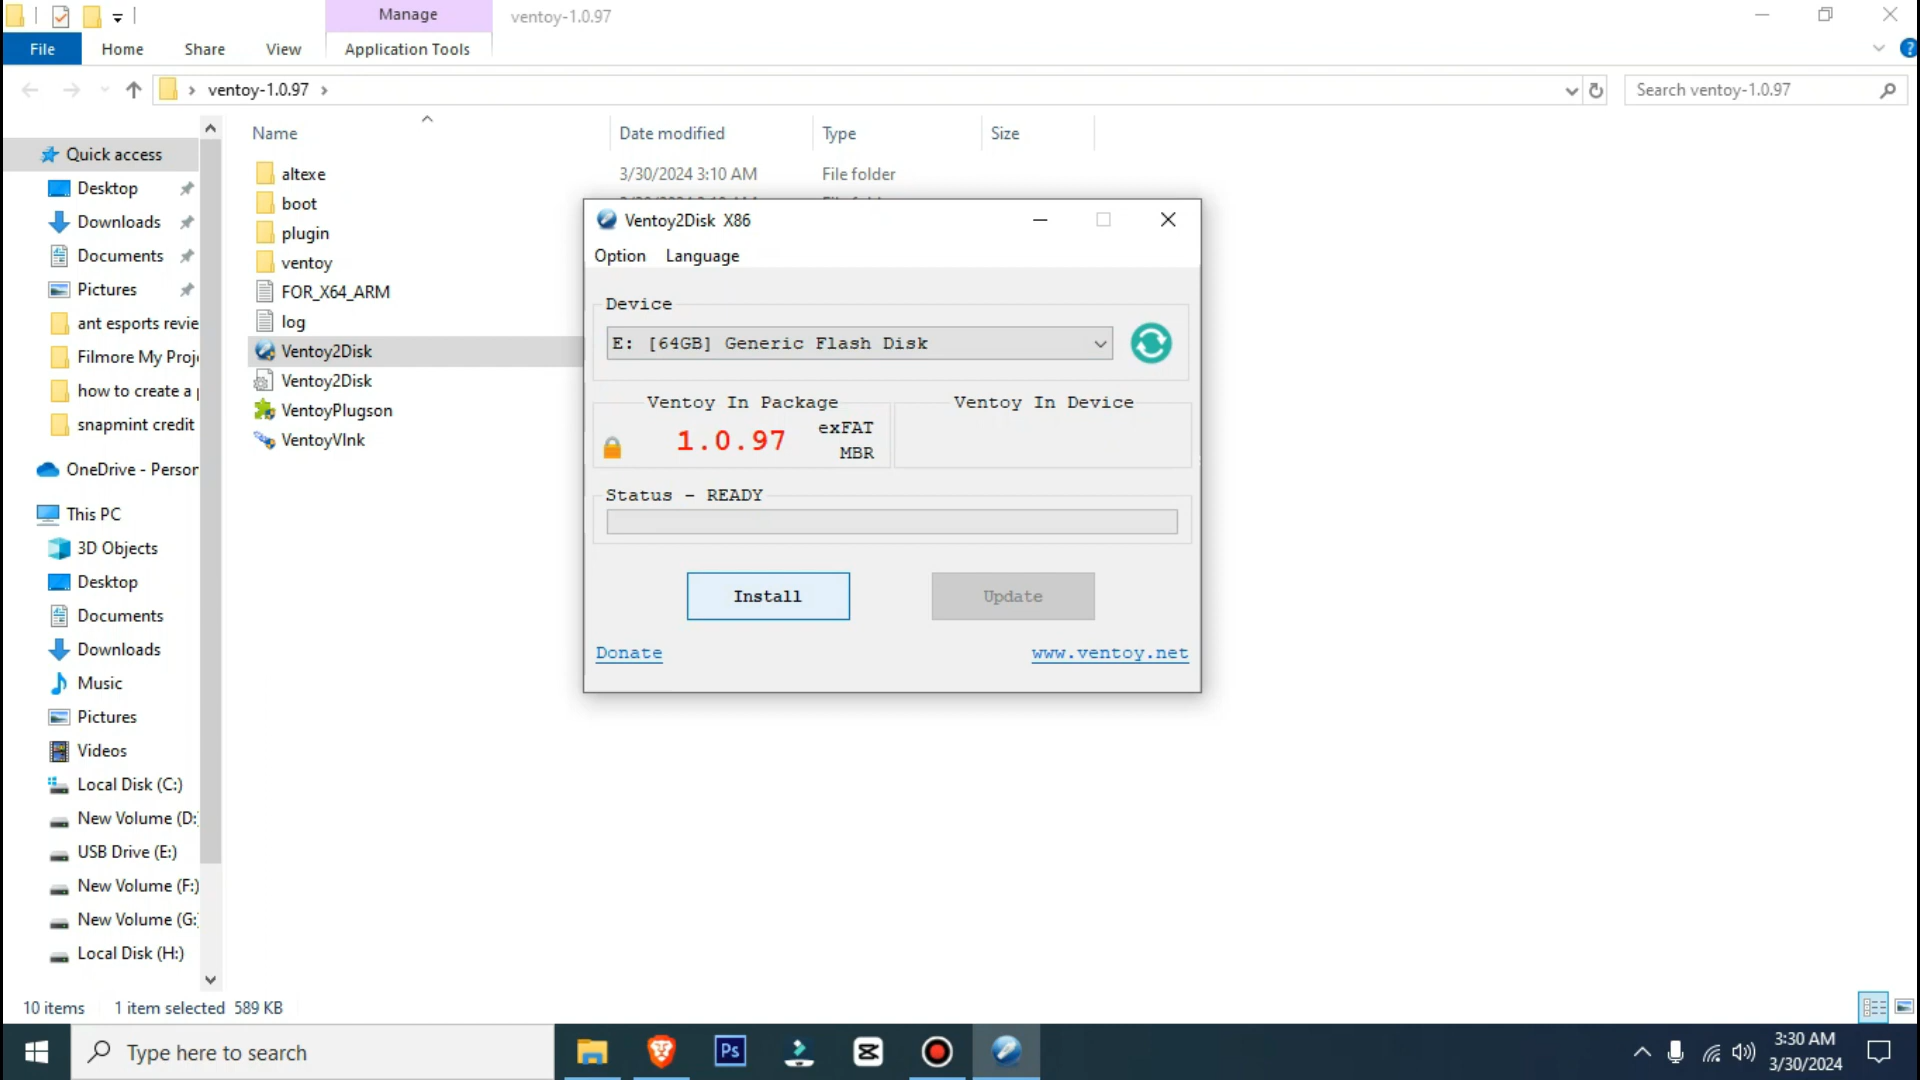 Manage
ventoy-1.0.97
File
Home
Share
View
Application Tools
?
ventoy-1.0.97
Search ventoy-1.0.97
Name
Date modified
Type
Size
Quick access
Desktop
Downloads
Documents
Pictures
ant esports revie
Filmore My Proj
how to create a p
snapmint credit
OneDrive - Person
This PC
3D Objects
Desktop
Documents
Downloads
Music
Pictures
Videos
Local Disk (C:)
New Volume (D:)
USB Drive (E:)
New Volume (F:)
New Volume (G:)
Local Disk (H:)
altexe
3/30/2024 3:10 AM
File folder
boot
plugin
ventoy
FOR_X64_ARM
log
Ventoy2Disk
Ventoy2Disk
VentoyPlugson
VentoyVlnk
Ventoy2Disk X86
Option
Language
Device
E: [64GB] Generic Flash Disk
Ventoy In Package
Ventoy In Device
1.0.97
exFAT
MBR
Status - READY
Install
Update
Donate
www.ventoy.net
10 items
1 item selected 589 KB
Type here to search
Ps
3:30 AM
3/30/2024